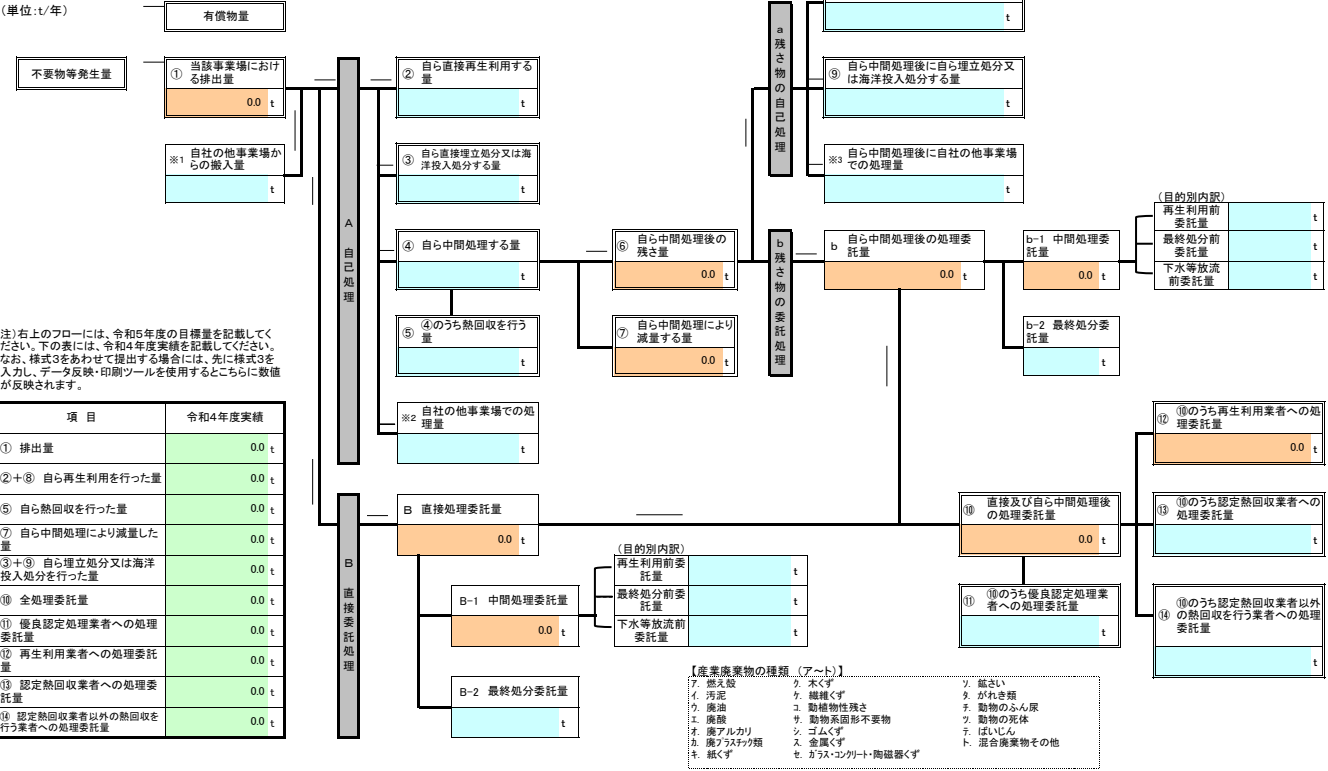 （単位：t/年）
有償物量
t
不要物等発生量
① 当該事業場におけ
る排出量
0.0 t
※1 自社の他事業場か
らの搬入量
t
A 自己処理
② 自ら直接再生利用する
量
t
③ 自ら直接埋立処分又は海
洋投入処分する量
t
④ 自ら中間処理する量
t
⑤ ④のうち熱回収を行う
量
t
※2 自社の他事業場での処
理量
t
⑥ 自ら中間処理後の
残さ量
0.0 t
⑦ 自ら中間処理により
減量する量
0.0 t
a 残さ物の自己処理
⑨ 自ら中間処理後に自ら埋立処分又
は海洋投入処分する量
t
※3 自ら中間処理後に自社の他事業場
での処理量
t
b 残さ物の委託処理
b 自ら中間処理後の処理委
託量
0.0 t
b-1 中間処理委
託量
0.0 t
（目的別内訳）
再生利用前
委託量
t
最終処分前
委託量
t
下水等放流
前委託量
t
b-2 最終処分委
託量
t
注）右上のフローには、令和5年度の目標量を記載してく
ださい。下の表には、令和4年度実績を記載してください。
なお、様式3をあわせて提出する場合には、先に様式3を
入力し、データ反映・印刷ツールを使用するとこちらに数値
が反映されます。
項 目 令和4年度実績
① 排出量 0.0 t
②＋⑧ 自ら再生利用を行った量 0.0 t
⑤ 自ら熱回収を行った量 0.0 t
⑦ 自ら中間処理により減量した
量 0.0 t
③＋⑨ 自ら埋立処分又は海洋
投入処分を行った量 0.0 t
⑩ 全処理委託量 0.0 t
⑪ 優良認定処理業者への処理
委託量 0.0 t
⑫ 再生利用業者への処理委託
量 0.0 t
⑬ 認定熱回収業者への処理委
託量 0.0 t
⑭ 認定熱回収業者以外の熱回収を
行う業者への処理委託量 0.0 t
B 直接委託処理
B 直接処理委託量
0.0 t
B-1 中間処理委託量
0.0 t
（目的別内訳）
再生利用前委
託量
t
最終処分前委
託量
t
下水等放流前
委託量
t
B-2 最終処分委託量
t
⑩ 直接及び自ら中間処理後
の処理委託量
0.0 t
⑪ ⑩のうち優良認定処理業
者への処理委託量
t
⑫ ⑩のうち再生利用業者への処
理委託量
0.0 t
⑬ ⑩のうち認定熱回収業者への
処理委託量
t
⑭ ⑩のうち認定熱回収業者以外
の熱回収を行う業者への処理
委託量
t
【産業廃棄物の種類 （ア〜ト）】
ア. 燃え殻 ク. 木くず ソ. 鉱さい
イ. 汚泥 ケ. 繊維くず タ. がれき類
ウ. 廃油 コ. 動植物性残さ チ. 動物のふん尿
エ. 廃酸 サ. 動物系固形不要物 ツ. 動物の死体
オ. 廃アルカリ シ. ゴムくず テ. ばいじん
カ. 廃プラスチック類 ス. 金属くず ト. 混合廃棄物その他
キ. 紙くず セ. ガラス・コンクリート・陶磁器くず